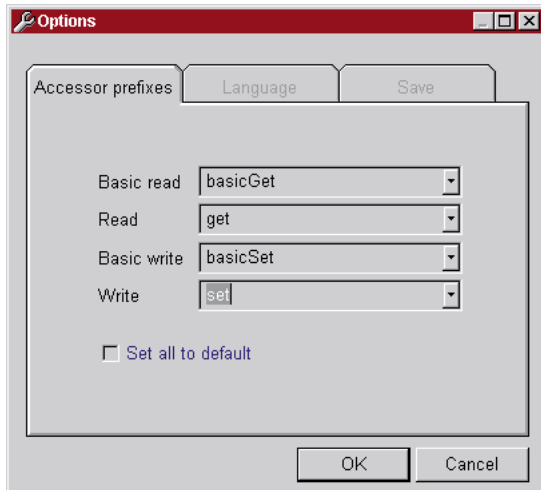 Options
Accessor prefixes Language Save
Basic read basicGet
Read get
Basic write basicSet
Write set
Set all to default
OK Cancel